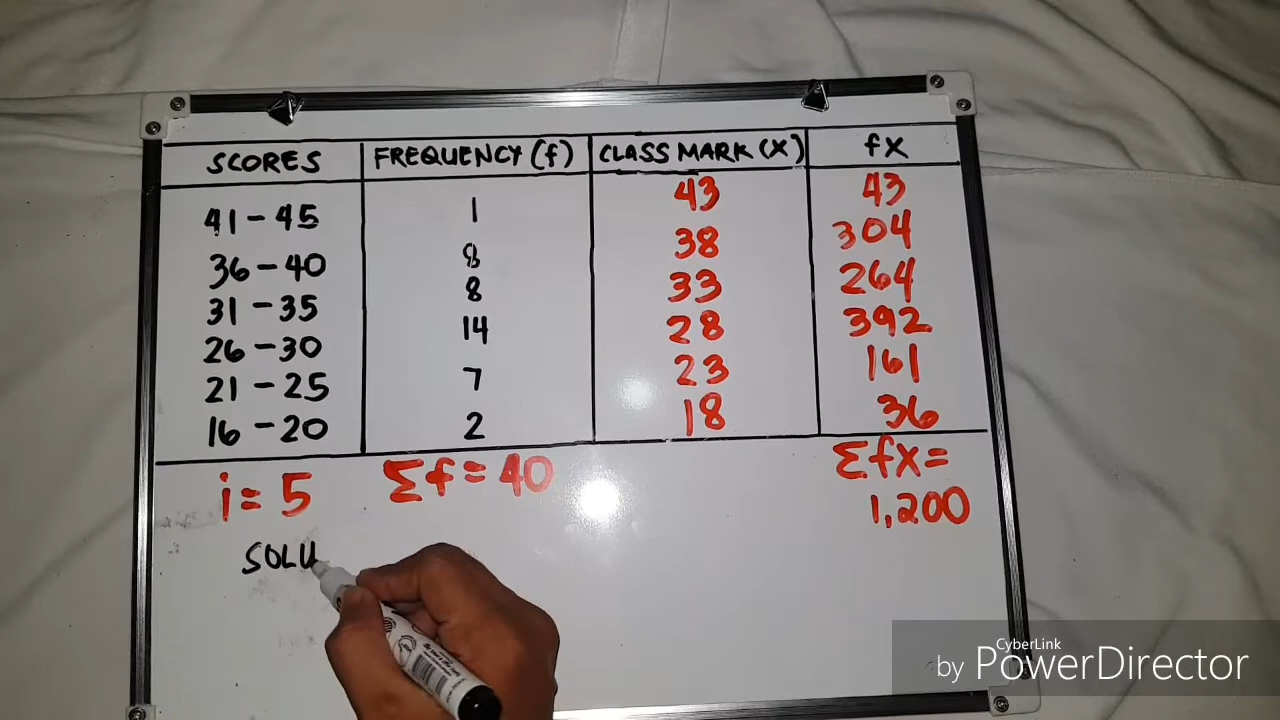 SCORES FREQUENCY (f) CLASS MARK (X) fX
41 - 45 1 43 43
36 - 40 8 38 304
31 - 35 8 33 264
26 - 30 14 28 392
21 - 25 7 23 161
16 - 20 2 18 36
i = 5 Σf = 40 ΣfX =
1,200
SOLU
CyberLink
by PowerDirector